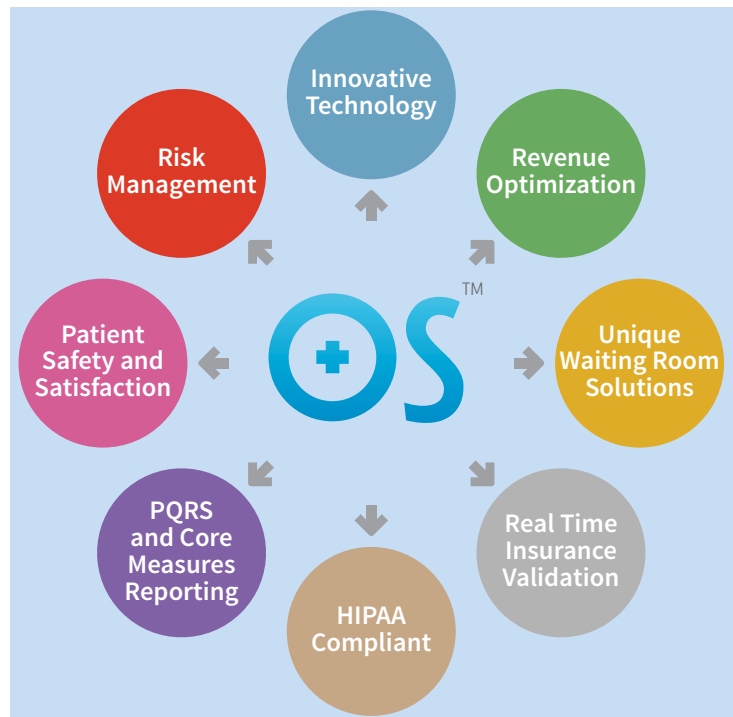 Innovative
Technology
Revenue
Optimization
Unique
Waiting Room
Solutions
Real Time
Insurance
Validation
HIPAA
Compliant
PQRS
and Core
Measures
Reporting
Patient
Safety and
Satisfaction
Risk
Management
OS TM